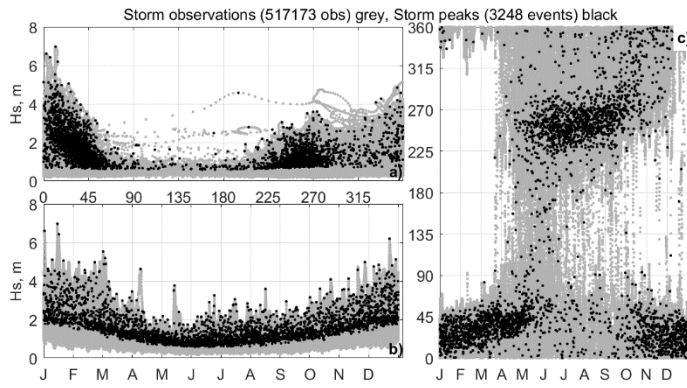 Storm observations (517173 obs) grey, Storm peaks (3248 events) black
8
6
4
2
0
Hs, m
a)
0 45 90 135 180 225 270 315
8
6
4
2
0
Hs, m
b)
J F M A M J J A S O N D
360
315
270
225
180
135
90
45
0
c)
J F M A M J J A S O N D